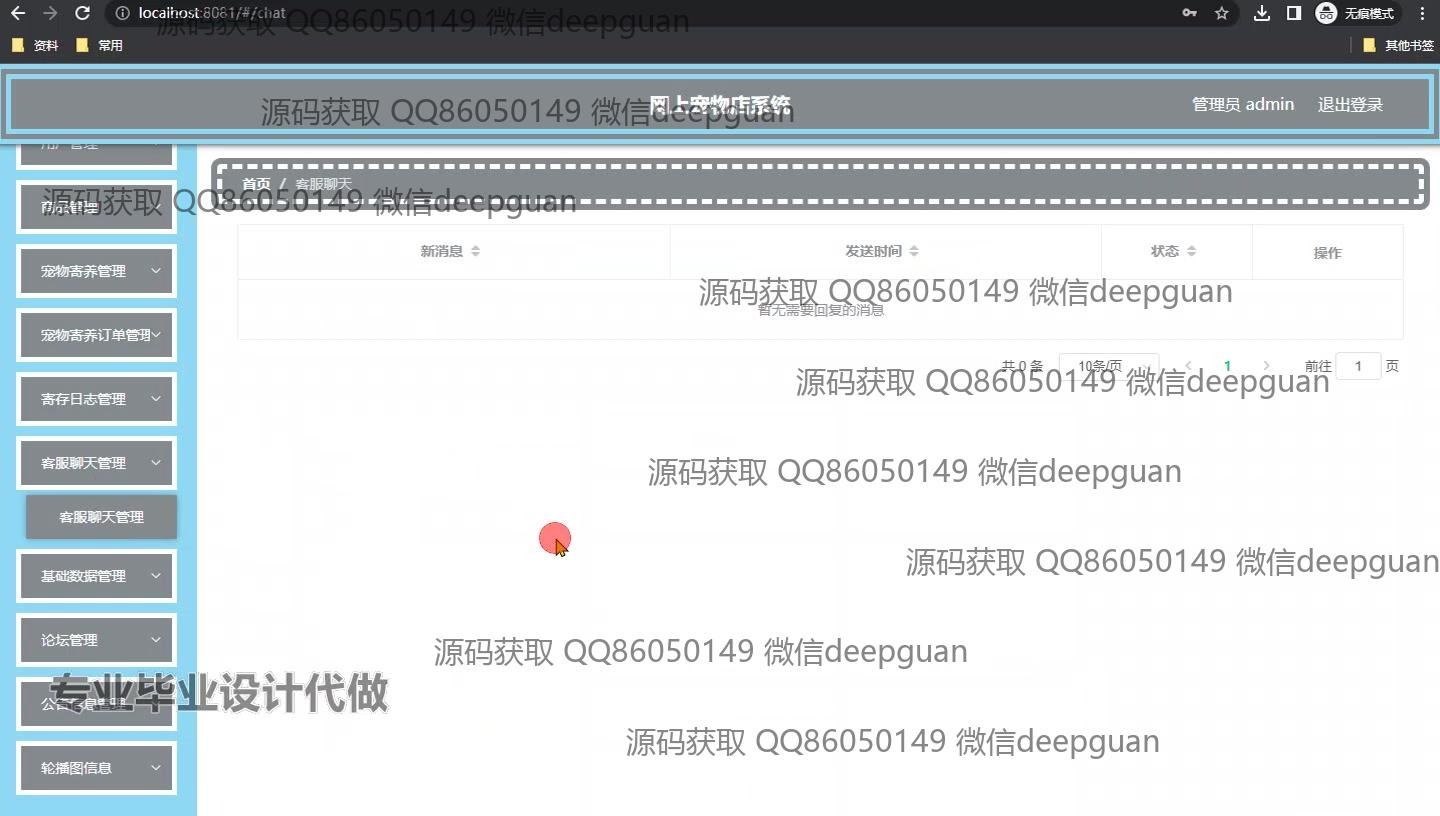 localhost:8081/#/chat
无痕模式
资料
常用
其他书签
源码获取 QQ86050149 微信deepguan
网上宠物店系统
管理员 admin
退出登录
源码获取 QQ86050149 微信deepguan
用户管理
首页 / 客服聊天
源码获取 QQ86050149 微信deepguan
宠物寄养管理
宠物寄养订单管理
寄存日志管理
客服聊天管理
客服聊天管理
基础数据管理
论坛管理
公告信息管理
轮播图信息
新消息
发送时间
状态
操作
源码获取 QQ86050149 微信deepguan
暂无需要回复的消息
共 0 条
10条/页
1
前往 1 页
源码获取 QQ86050149 微信deepguan
源码获取 QQ86050149 微信deepguan
源码获取 QQ86050149 微信deepguan
源码获取 QQ86050149 微信deepguan
专业毕业设计代做
源码获取 QQ86050149 微信deepguan